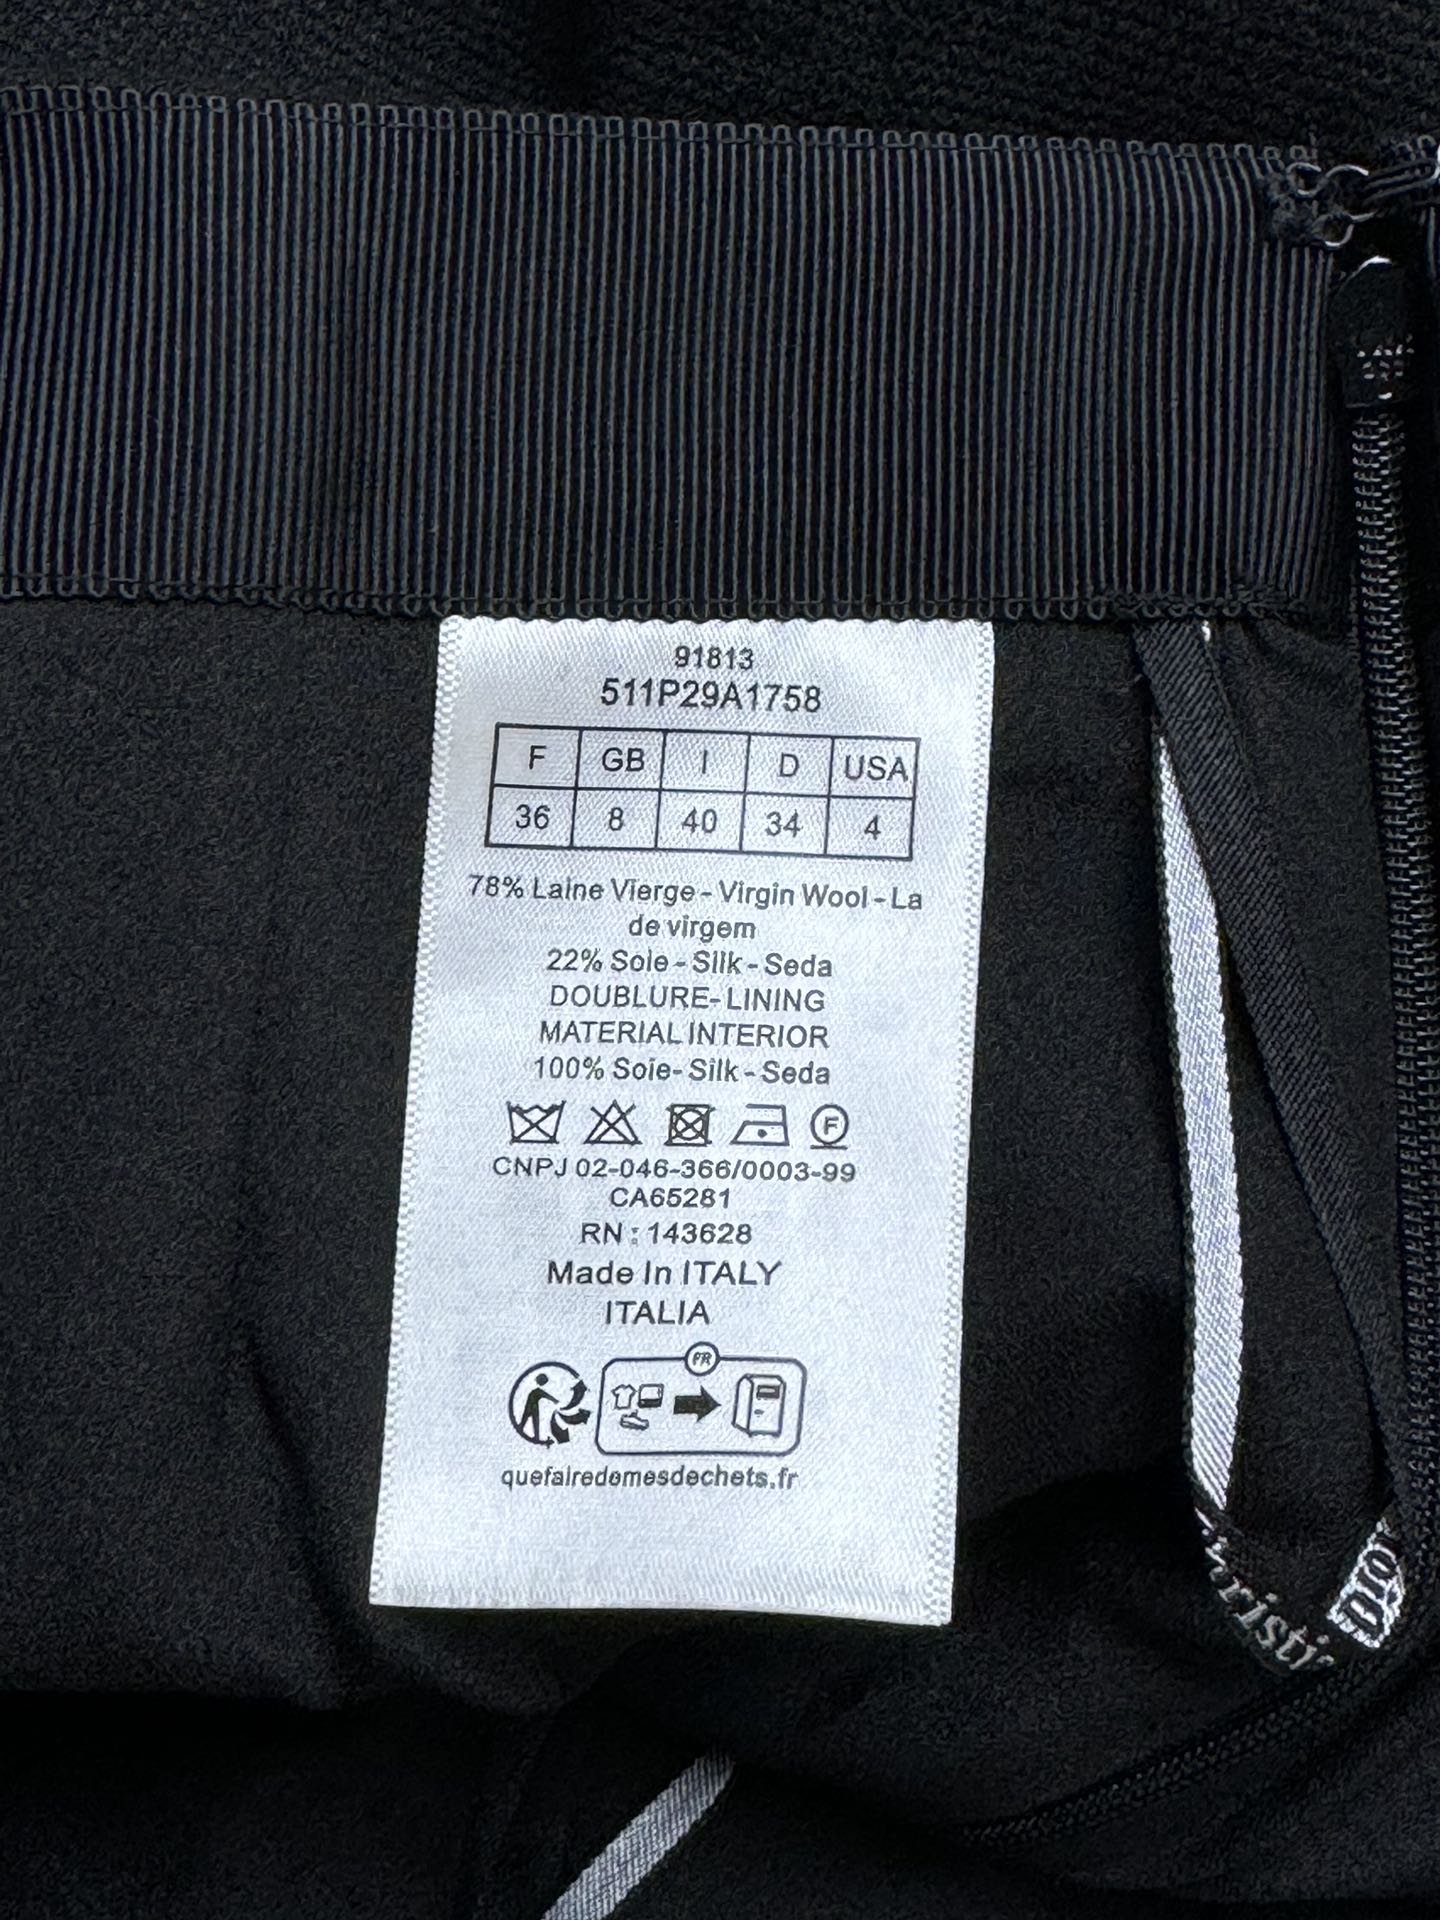 91813
511P29A1758
F GB I D USA
36 8 40 34 4
78% Laine Vierge - Virgin Wool - La
de virgem
22% Soie - Silk - Seda
DOUBLURE- LINING
MATERIAL INTERIOR
100% Soie- Silk - Seda
F
CNPJ 02-046-366/0003-99
CA65281
RN : 143628
Made In ITALY
ITALIA
FR
quefairedemesdechets.fr
Dior